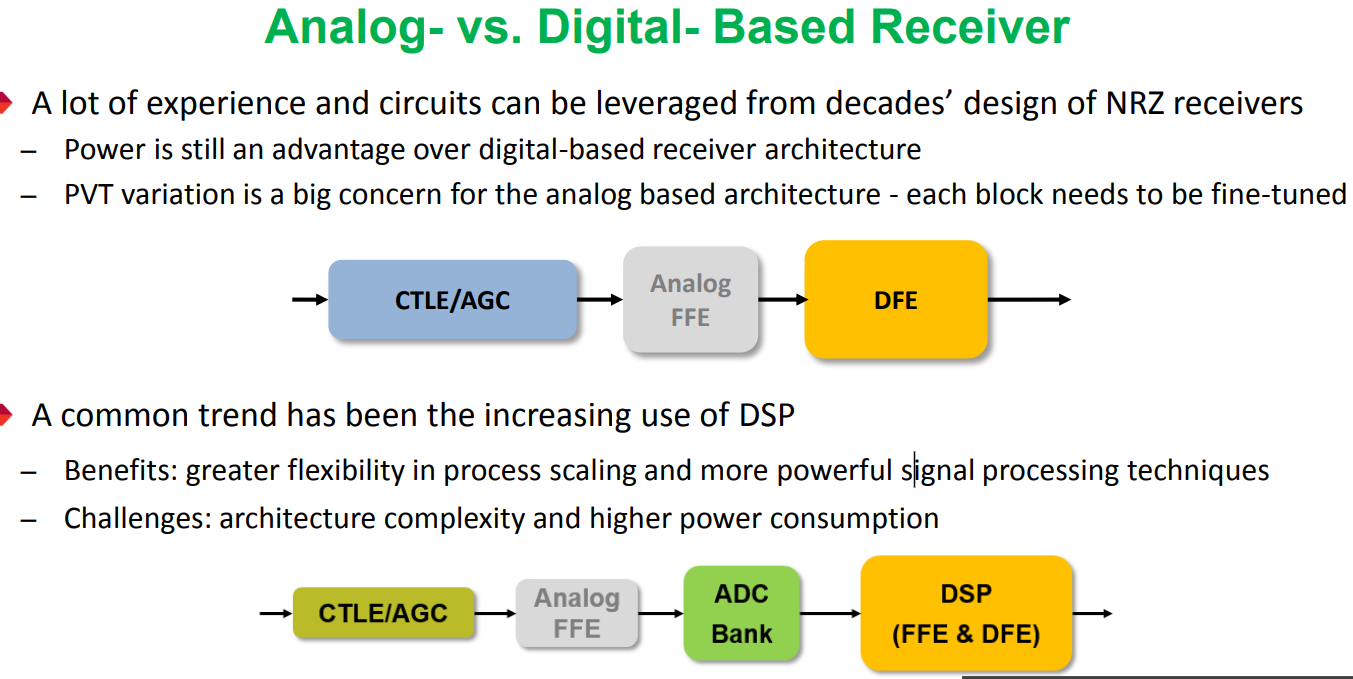 Analog- vs. Digital- Based Receiver
A lot of experience and circuits can be leveraged from decades’ design of NRZ receivers
– Power is still an advantage over digital-based receiver architecture
– PVT variation is a big concern for the analog based architecture - each block needs to be fine-tuned
CTLE/AGC
Analog
FFE
DFE
A common trend has been the increasing use of DSP
– Benefits: greater flexibility in process scaling and more powerful signal processing techniques
– Challenges: architecture complexity and higher power consumption
CTLE/AGC
Analog
FFE
ADC
Bank
DSP
(FFE & DFE)